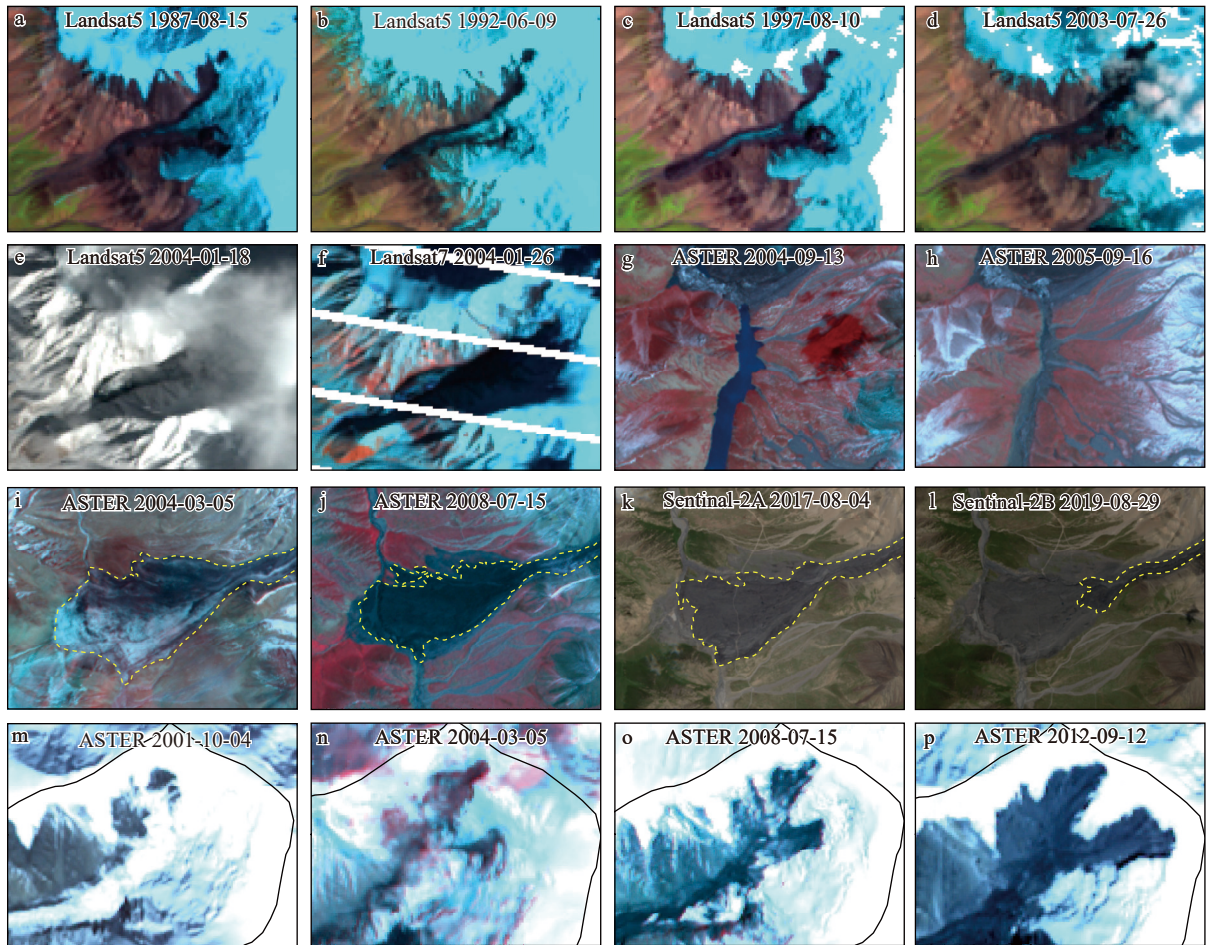 a Landsat5 1987-08-15
b Landsat5 1992-06-09
c Landsat5 1997-08-10
d Landsat5 2003-07-26
e Landsat5 2004-01-18
f Landsat7 2004-01-26
g ASTER 2004-09-13
h ASTER 2005-09-16
i ASTER 2004-03-05
j ASTER 2008-07-15
k Sentinal-2A 2017-08-04
l Sentinal-2B 2019-08-29
m ASTER 2001-10-04
n ASTER 2004-03-05
o ASTER 2008-07-15
p ASTER 2012-09-12